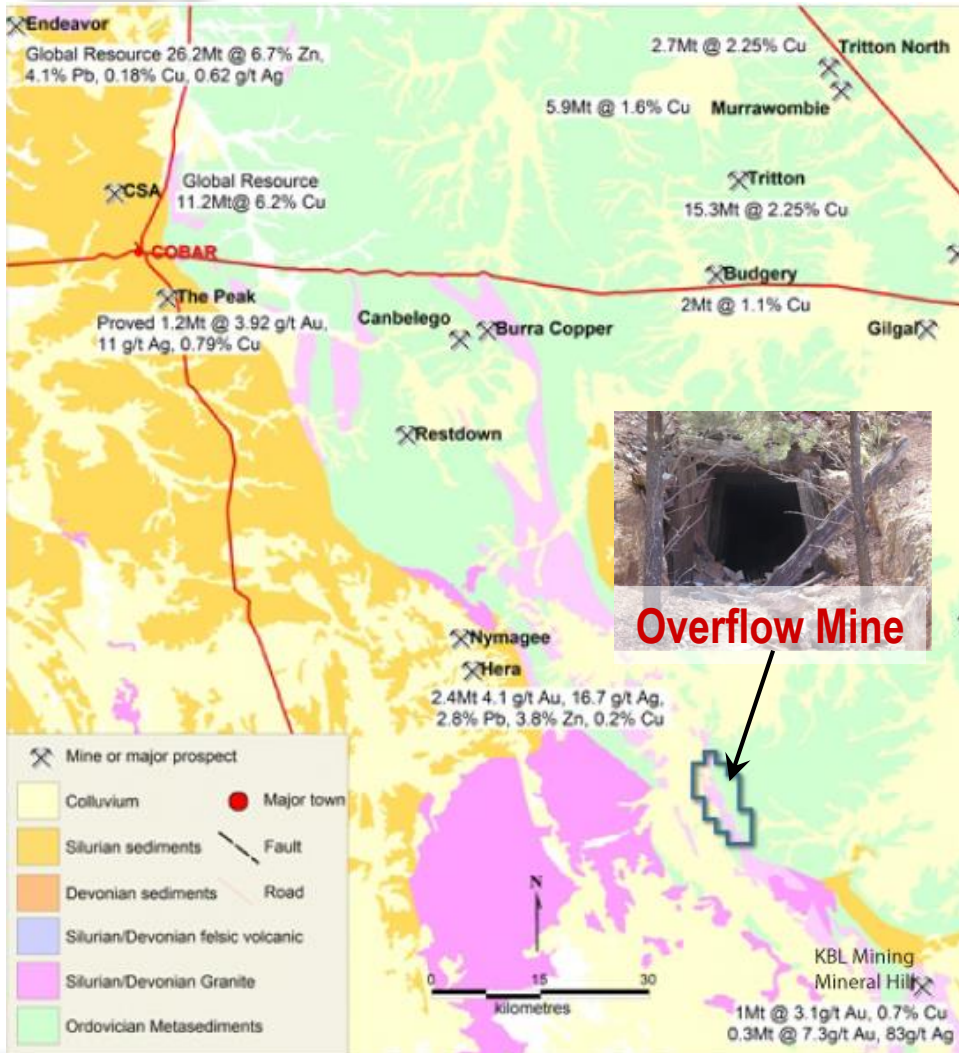 Endeavor
Global Resource 26.2Mt @ 6.7% Zn,
4.1% Pb, 0.18% Cu, 0.62 g/t Ag
2.7Mt @ 2.25% Cu
Tritton North
5.9Mt @ 1.6% Cu
Murrawombie
CSA
Global Resource
11.2Mt@ 6.2% Cu
Tritton
15.3Mt @ 2.25% Cu
COBAR
Budgery
2Mt @ 1.1% Cu
The Peak
Proved 1.2Mt @ 3.92 g/t Au,
11 g/t Ag, 0.79% Cu
Canbelego
Burra Copper
Gilgai
Restdown
Overflow Mine
Nymagee
Hera
2.4Mt 4.1 g/t Au, 16.7 g/t Ag,
2.8% Pb, 3.8% Zn, 0.2% Cu
Mine or major prospect
Colluvium
Major town
Silurian sediments
Fault
Devonian sediments
Road
Silurian/Devonian felsic volcanic
Silurian/Devonian Granite
Ordovician Metasediments
N
0 15 30
kilometres
KBL Mining
Mineral Hill
1Mt @ 3.1g/t Au, 0.7% Cu
0.3Mt @ 7.3g/t Au, 83g/t Ag